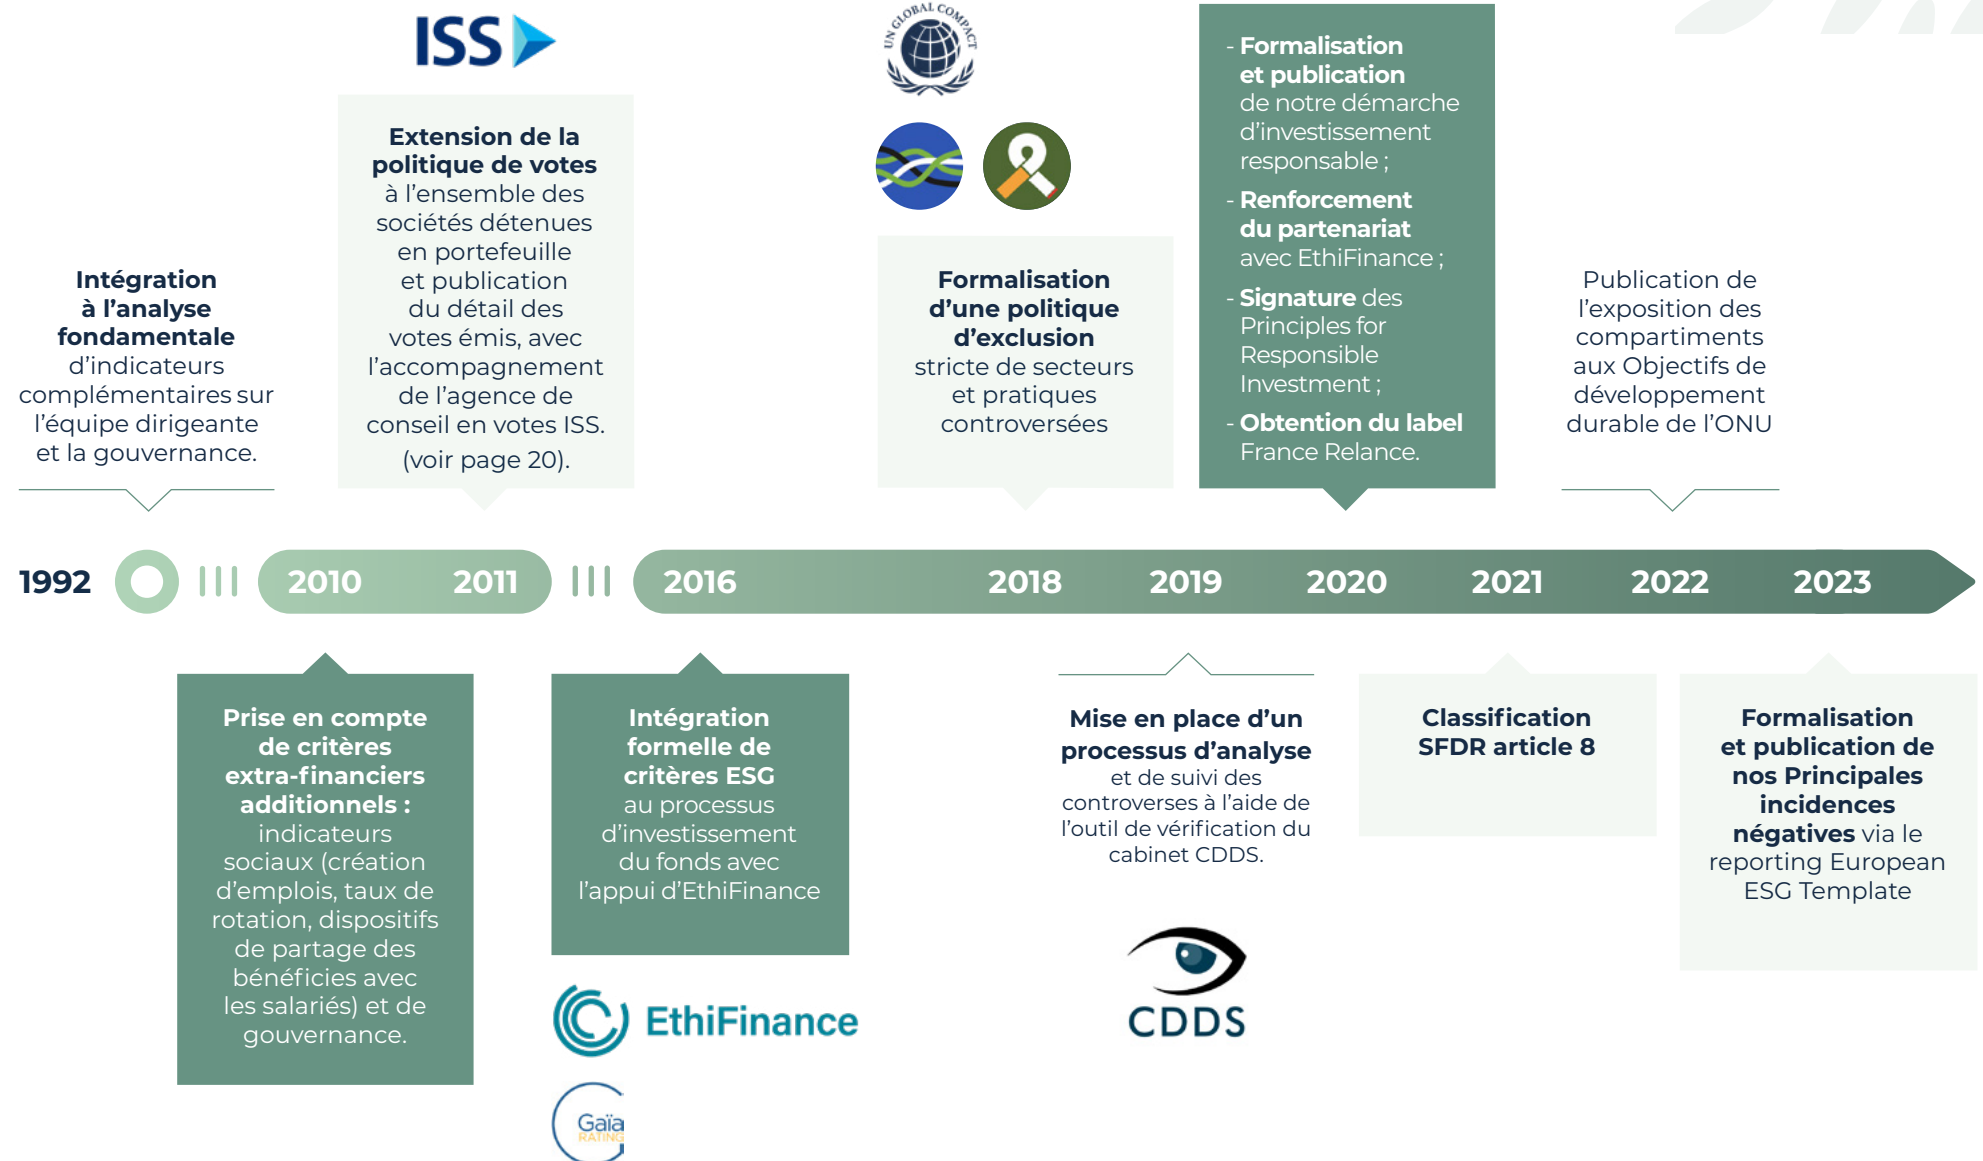 ISS
Extension de la
politique de votes
à l'ensemble des
sociétés détenues
en portefeuille
et publication
du détail des
votes émis, avec
l'accompagnement
de l'agence de
conseil en votes ISS.
(voir page 20).
UN GLOBAL COMPACT
Formalisation
d'une politique
d'exclusion
stricte de secteurs
et pratiques
controversées
- Formalisation
et publication
de notre démarche
d'investissement
responsable ;
- Renforcement
du partenariat
avec EthiFinance ;
- Signature des
Principles for
Responsible
Investment ;
- Obtention du label
France Relance.
Intégration
à l'analyse
fondamentale
d'indicateurs
complémentaires sur
l'équipe dirigeante
et la gouvernance.
Publication de
l'exposition des
compartiments
aux Objectifs de
développement
durable de l'ONU
1992
2010
2011
2016
2018
2019
2020
2021
2022
2023
Prise en compte
de critères
extra-financiers
additionnels :
indicateurs
sociaux (création
d'emplois, taux de
rotation, dispositifs
de partage des
bénéficies avec
les salariés) et de
gouvernance.
Intégration
formelle de
critères ESG
au processus
d'investissement
du fonds avec
l'appui d'EthiFinance
EthiFinance
Gaïa
RATING
Mise en place d'un
processus d'analyse
et de suivi des
controverses à l'aide de
l'outil de vérification du
cabinet CDDS.
CDDS
Classification
SFDR article 8
Formalisation
et publication de
nos Principales
incidences
négatives via le
reporting European
ESG Template